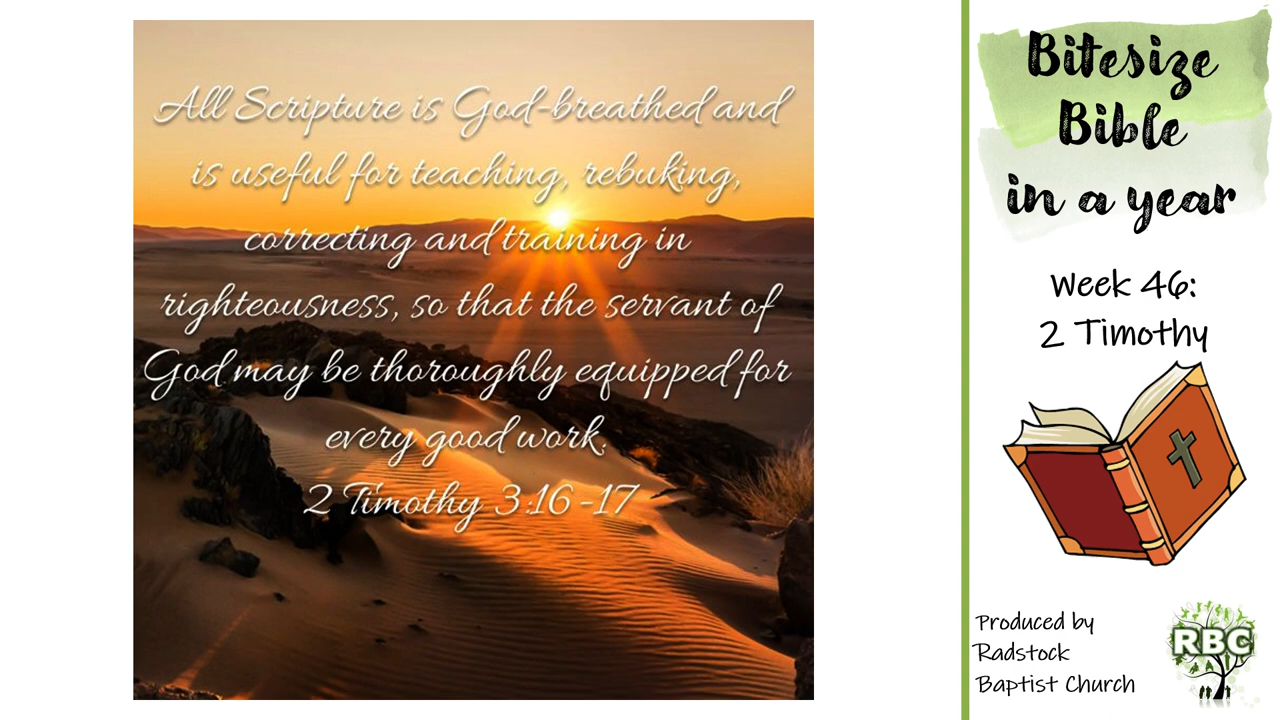 All Scripture is God-breathed and
is useful for teaching, rebuking,
correcting and training in
righteousness, so that the servant of
God may be thoroughly equipped for
every good work.
2 Timothy 3:16-17
Bitesize
Bible
in a year
Week 46:
2 Timothy
Produced by
Radstock
Baptist Church
RBC